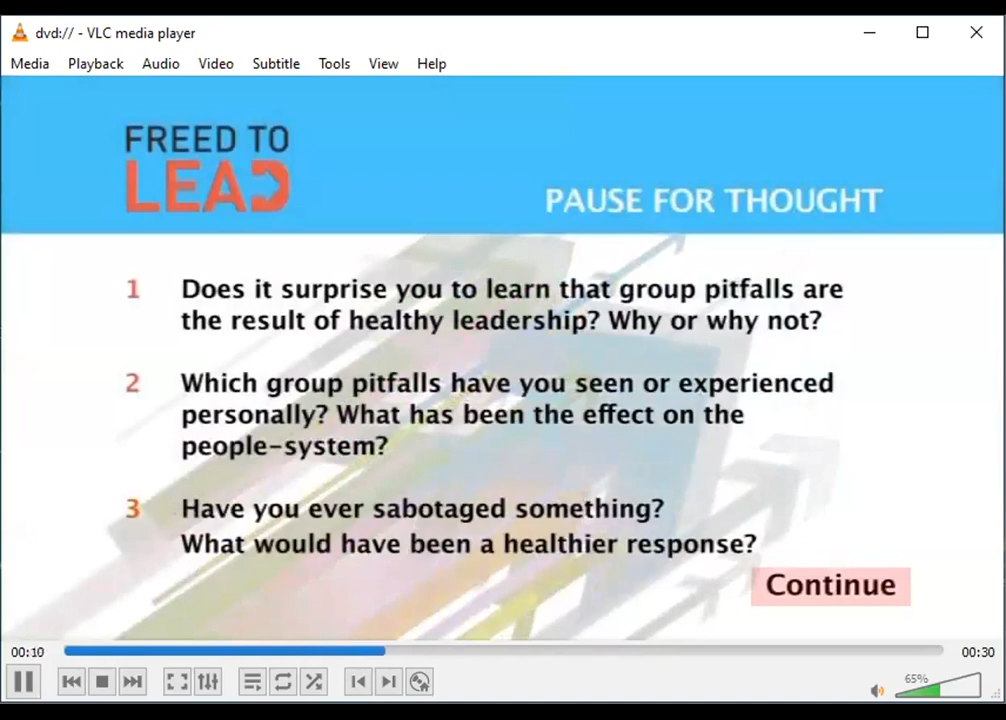 dvd:// - VLC media player
Media Playback Audio Video Subtitle Tools View Help
FREED TO
LEAD
PAUSE FOR THOUGHT
1 Does it surprise you to learn that group pitfalls are
the result of healthy leadership? Why or why not?
2 Which group pitfalls have you seen or experienced
personally? What has been the effect on the
people-system?
3 Have you ever sabotaged something?
What would have been a healthier response?
Continue
00:10 00:30
65%